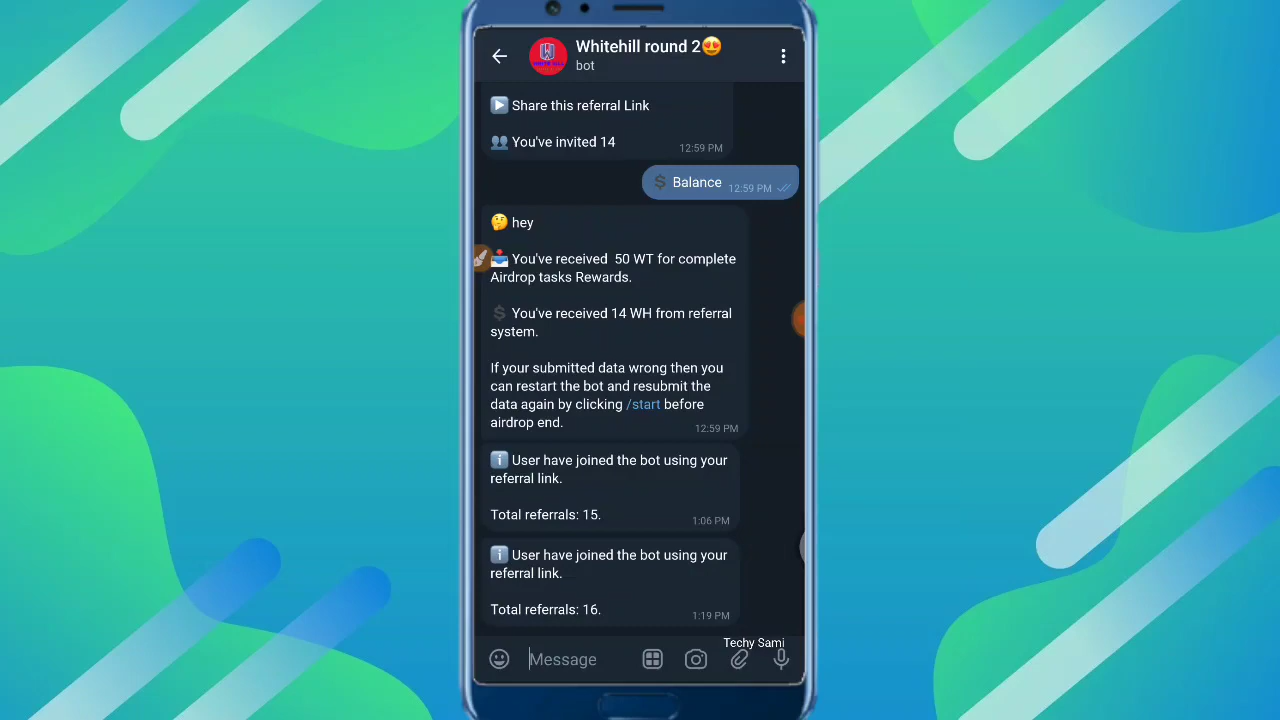 Whitehill round 2😍
bot
▶ Share this referral Link
👥 You've invited 14
12:59 PM
💲 Balance 12:59 PM
🤔 hey
📥 You've received  50 WT for complete
Airdrop tasks Rewards.
💲 You've received 14 WH from referral
system.
If your submitted data wrong then you
can restart the bot and resubmit the
data again by clicking /start before
airdrop end.
12:59 PM
ℹ User have joined the bot using your
referral link.
Total referrals: 15.
1:06 PM
ℹ User have joined the bot using your
referral link.
Total referrals: 16.
1:19 PM
Techy Sami
Message